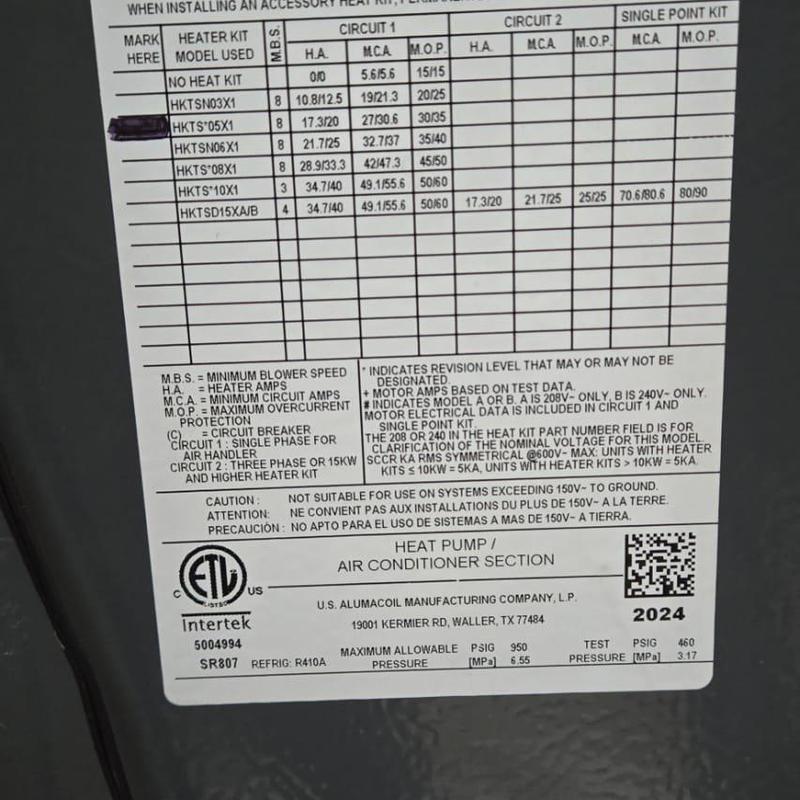 WHEN INSTALLING AN ACCESSORY HEAT KIT,
MARK HERE HEATER KIT MODEL USED M.B.S. CIRCUIT 1 CIRCUIT 2 SINGLE POINT KIT
H.A. M.C.A. M.O.P. H.A. M.C.A. M.O.P. M.C.A. M.O.P.
NO HEAT KIT 0/0 5.6/5.6 15/15
HKTSN03X1 8 10.8/12.5 19/21.3 20/25
HKTS*05X1 8 17.3/20 27/30.6 30/35
HKTSN06X1 8 21.7/25 32.7/37 35/40
HKTS*08X1 8 28.9/33.3 42/47.3 45/50
HKTS*10X1 3 34.7/40 49.1/55.6 50/60
HKTSD15XA/B 4 34.7/40 49.1/55.6 50/60 17.3/20 21.7/25 25/25 70.6/80.6 80/90
M.B.S. = MINIMUM BLOWER SPEED
H.A. = HEATER AMPS
M.C.A. = MINIMUM CIRCUIT AMPS
M.O.P. = MAXIMUM OVERCURRENT
PROTECTION
(C) = CIRCUIT BREAKER
CIRCUIT 1 : SINGLE PHASE FOR
AIR HANDLER
CIRCUIT 2 : THREE PHASE OR 15KW
AND HIGHER HEATER KIT
* INDICATES REVISION LEVEL THAT MAY OR MAY NOT BE
DESIGNATED.
+ MOTOR AMPS BASED ON TEST DATA.
# INDICATES MODEL A OR B. A IS 208V~ ONLY, B IS 240V~ ONLY.
MOTOR ELECTRICAL DATA IS INCLUDED IN CIRCUIT 1 AND
SINGLE POINT KIT.
THE 208 OR 240 IN THE HEAT KIT PART NUMBER FIELD IS FOR
CLARIFICATION OF THE NOMINAL VOLTAGE FOR THIS MODEL.
SCCR KA RMS SYMMETRICAL @600V~ MAX: UNITS WITH HEATER
KITS ≤ 10KW = 5KA, UNITS WITH HEATER KITS > 10KW = 5KA.
CAUTION : NOT SUITABLE FOR USE ON SYSTEMS EXCEEDING 150V~ TO GROUND.
ATTENTION: NE CONVIENT PAS AUX INSTALLATIONS DU PLUS DE 150V~ A LA TERRE.
PRECAUCIÓN : NO APTO PARA EL USO DE SISTEMAS A MAS DE 150V~ A TIERRA.
HEAT PUMP /
AIR CONDITIONER SECTION
C ETL US
LISTED
Intertek
5004994
SR807
U.S. ALUMACOIL MANUFACTURING COMPANY, L.P.
19001 KERMIER RD, WALLER, TX 77484
2024
REFRIG: R410A
MAXIMUM ALLOWABLE PSIG 950
PRESSURE [MPa] 6.55
TEST PSIG 460
PRESSURE [MPa] 3.17